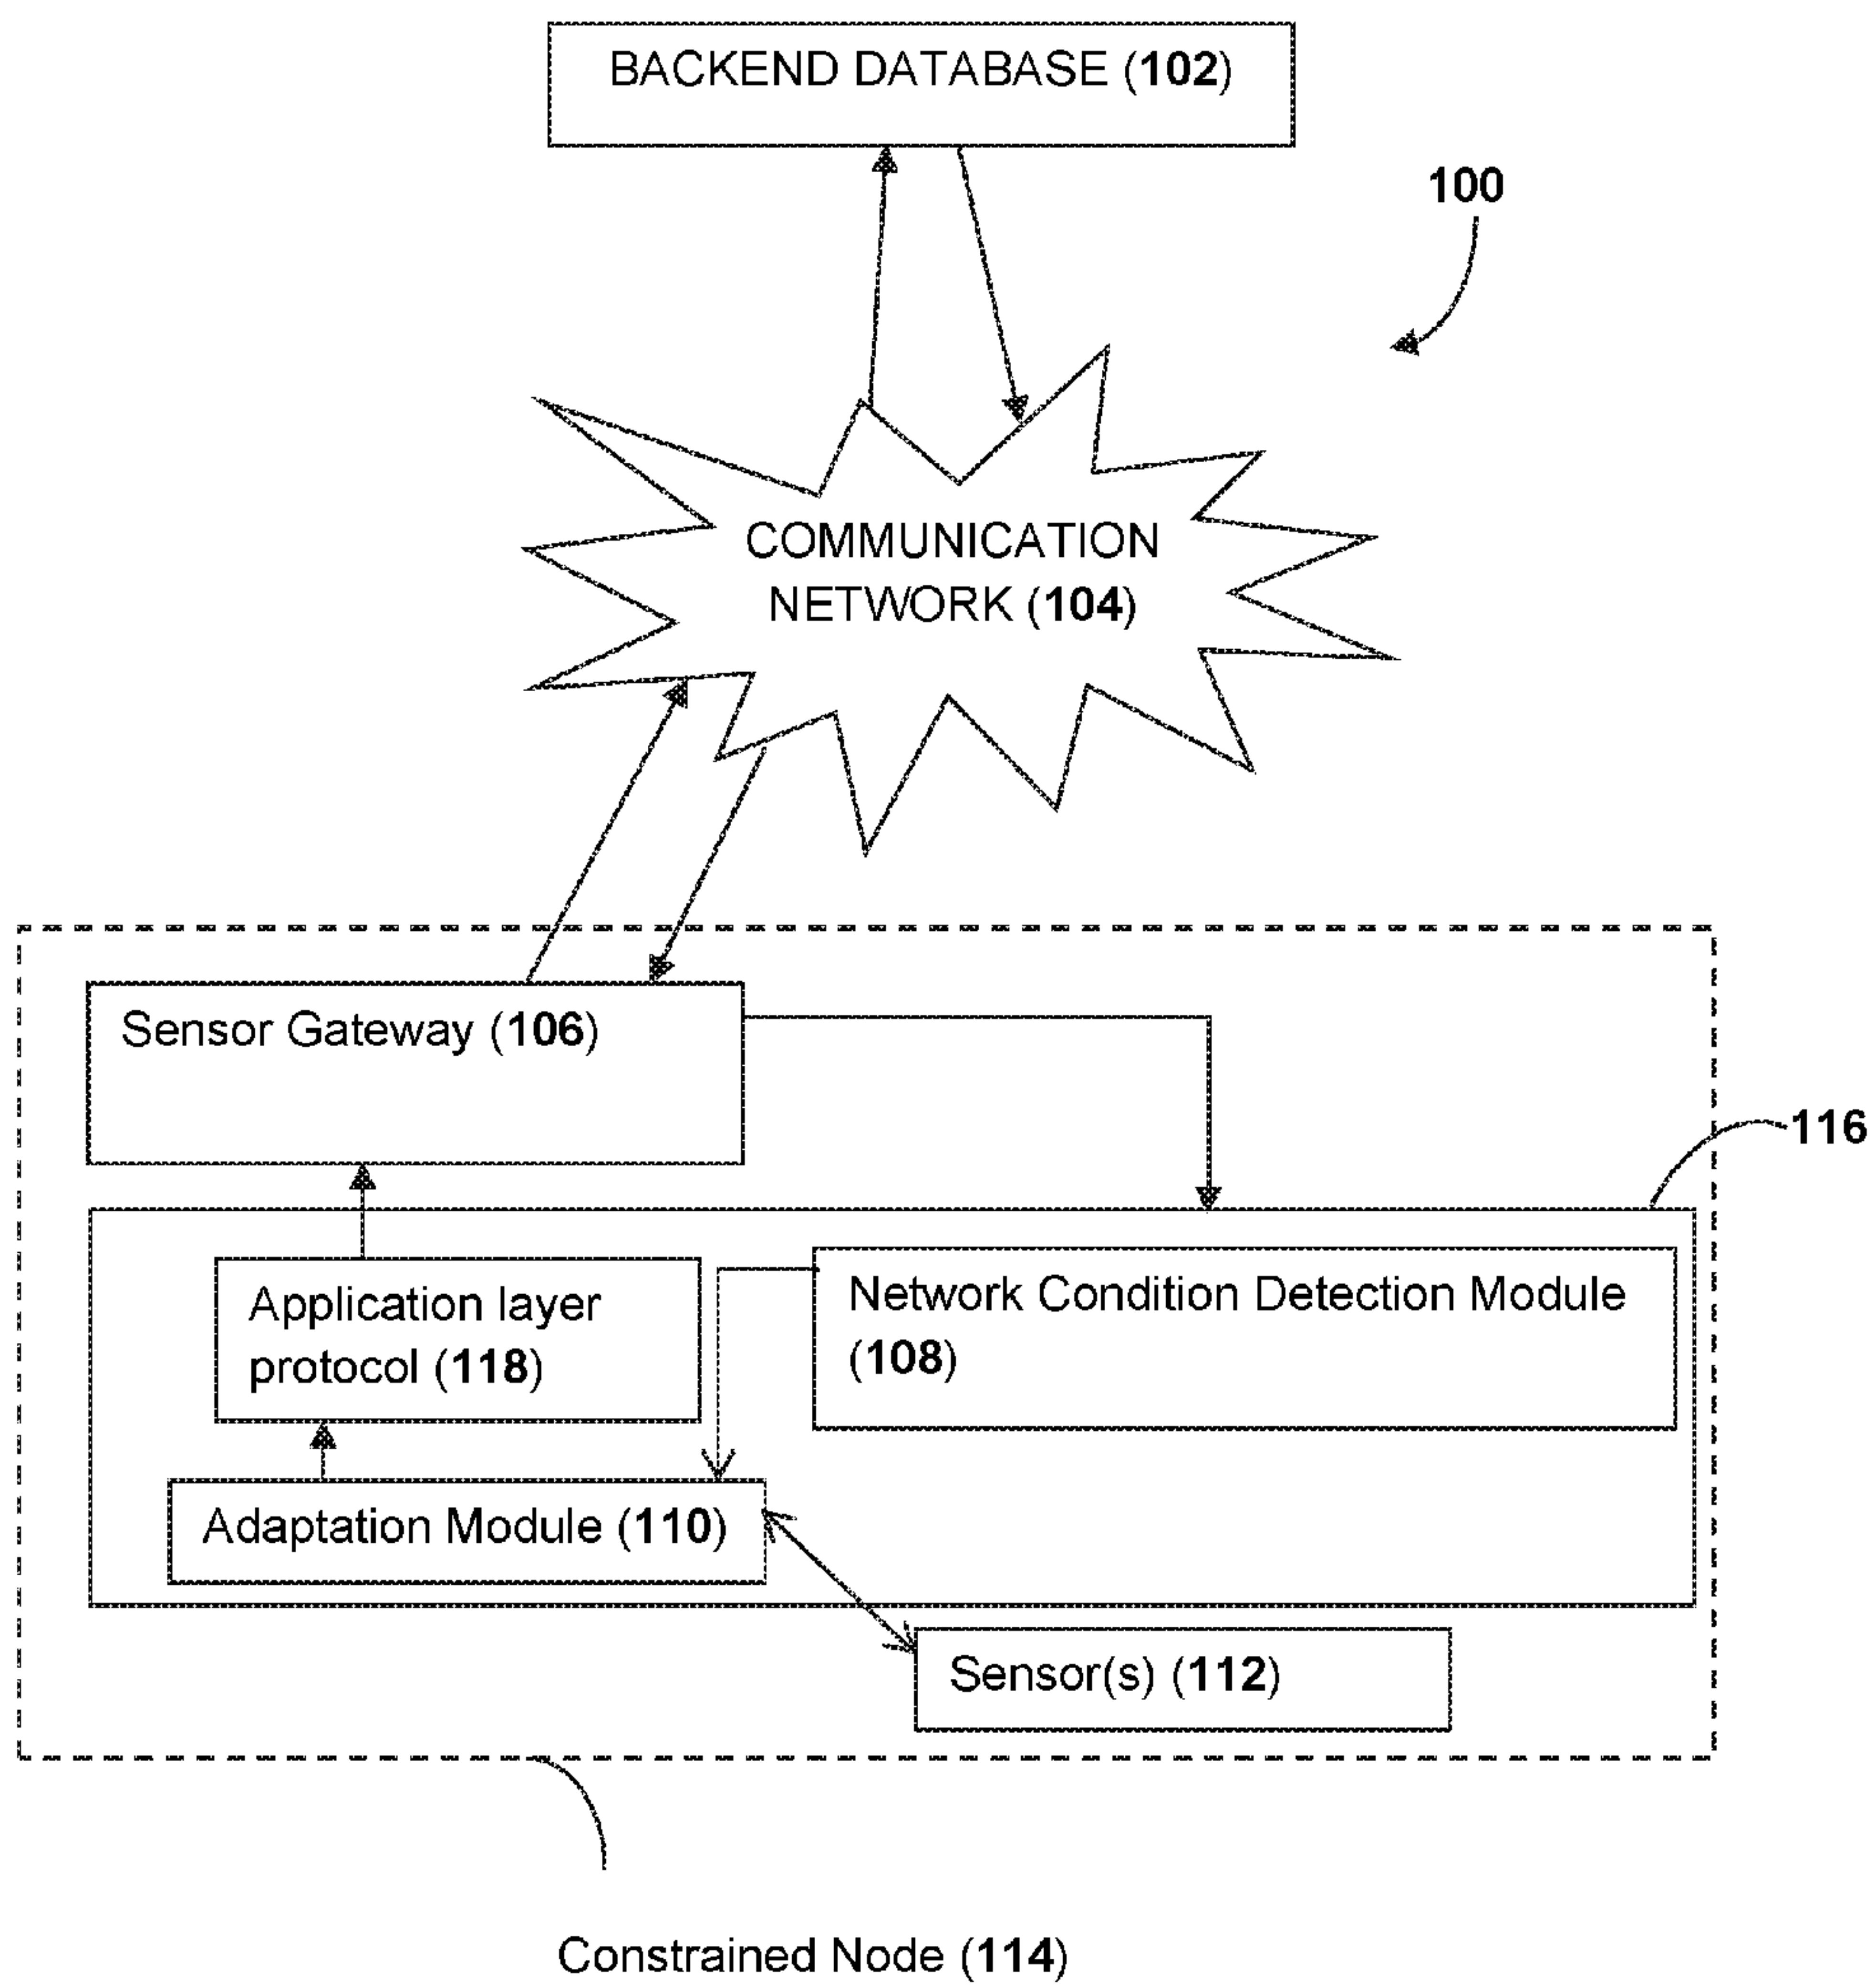 BACKEND DATABASE (102)
100
COMMUNICATION
NETWORK (104)
Sensor Gateway (106)
116
Application layer
protocol (118)
Network Condition Detection Module
(108)
Adaptation Module (110)
Sensor(s) (112)
Constrained Node (114)